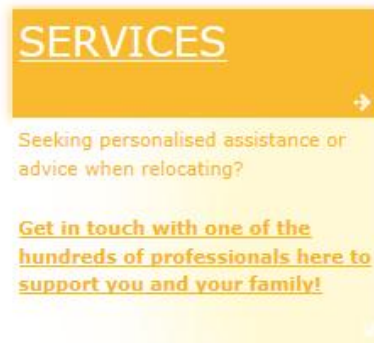 SERVICES
Seeking personalised assistance or
advice when relocating?
Get in touch with one of the
hundreds of professionals here to
support you and your family!